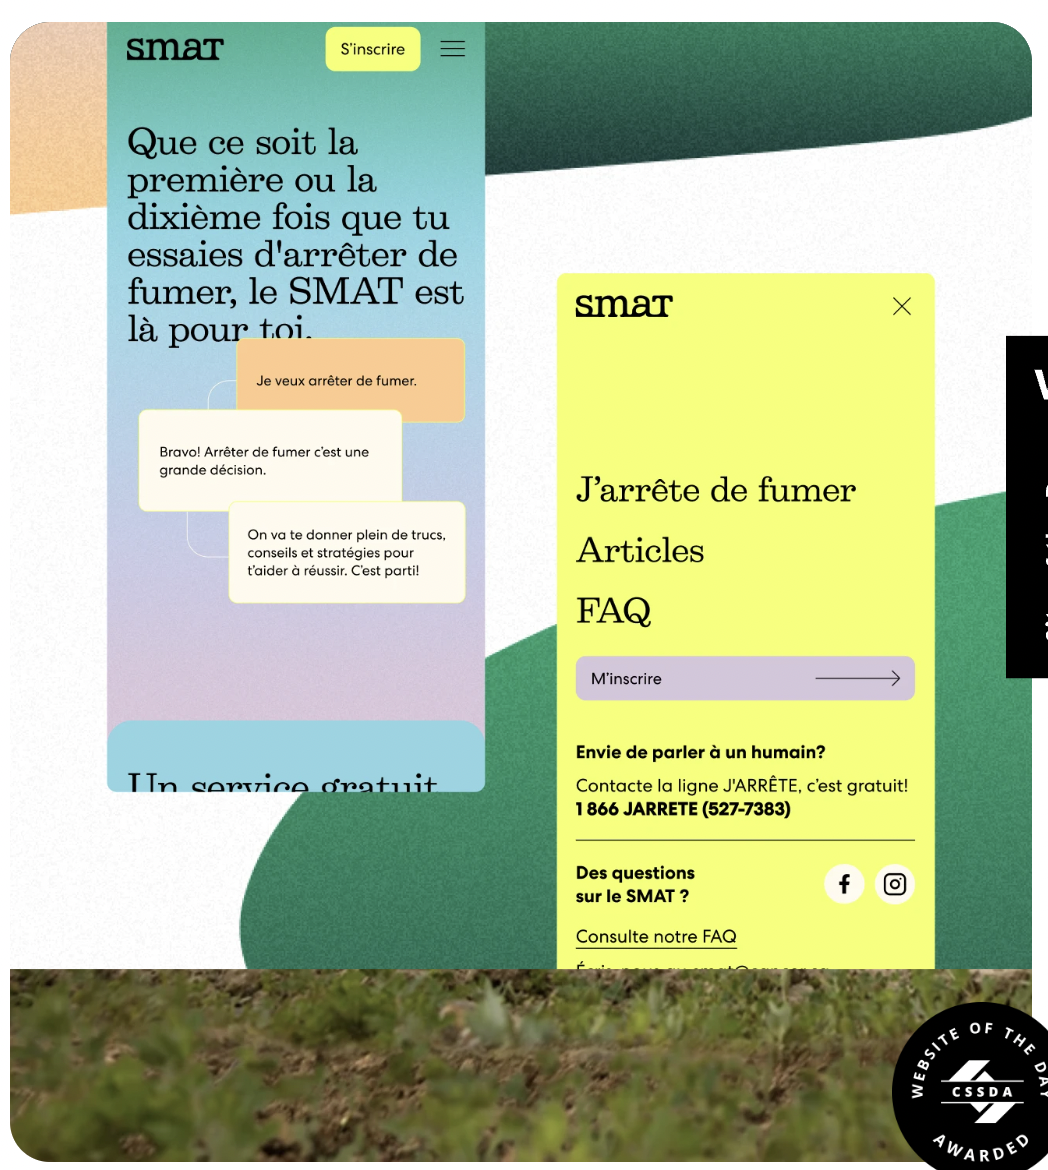 smat
S'inscrire
Que ce soit la
première ou la
dixième fois que tu
essaies d'arrêter de
fumer, le SMAT est
là pour toi.
Je veux arrêter de fumer.
Bravo! Arrêter de fumer c'est une
grande décision.
On va te donner plein de trucs,
conseils et stratégies pour
t'aider à réussir. C'est parti!
Un service gratuit
smat
J'arrête de fumer
Articles
FAQ
M'inscrire
Envie de parler à un humain?
Contacte la ligne J'ARRÊTE, c'est gratuit!
1 866 JARRETE (527-7383)
Des questions
sur le SMAT ?
Consulte notre FAQ
WEBSITE OF THE DAY
CSSDA
AWARDED